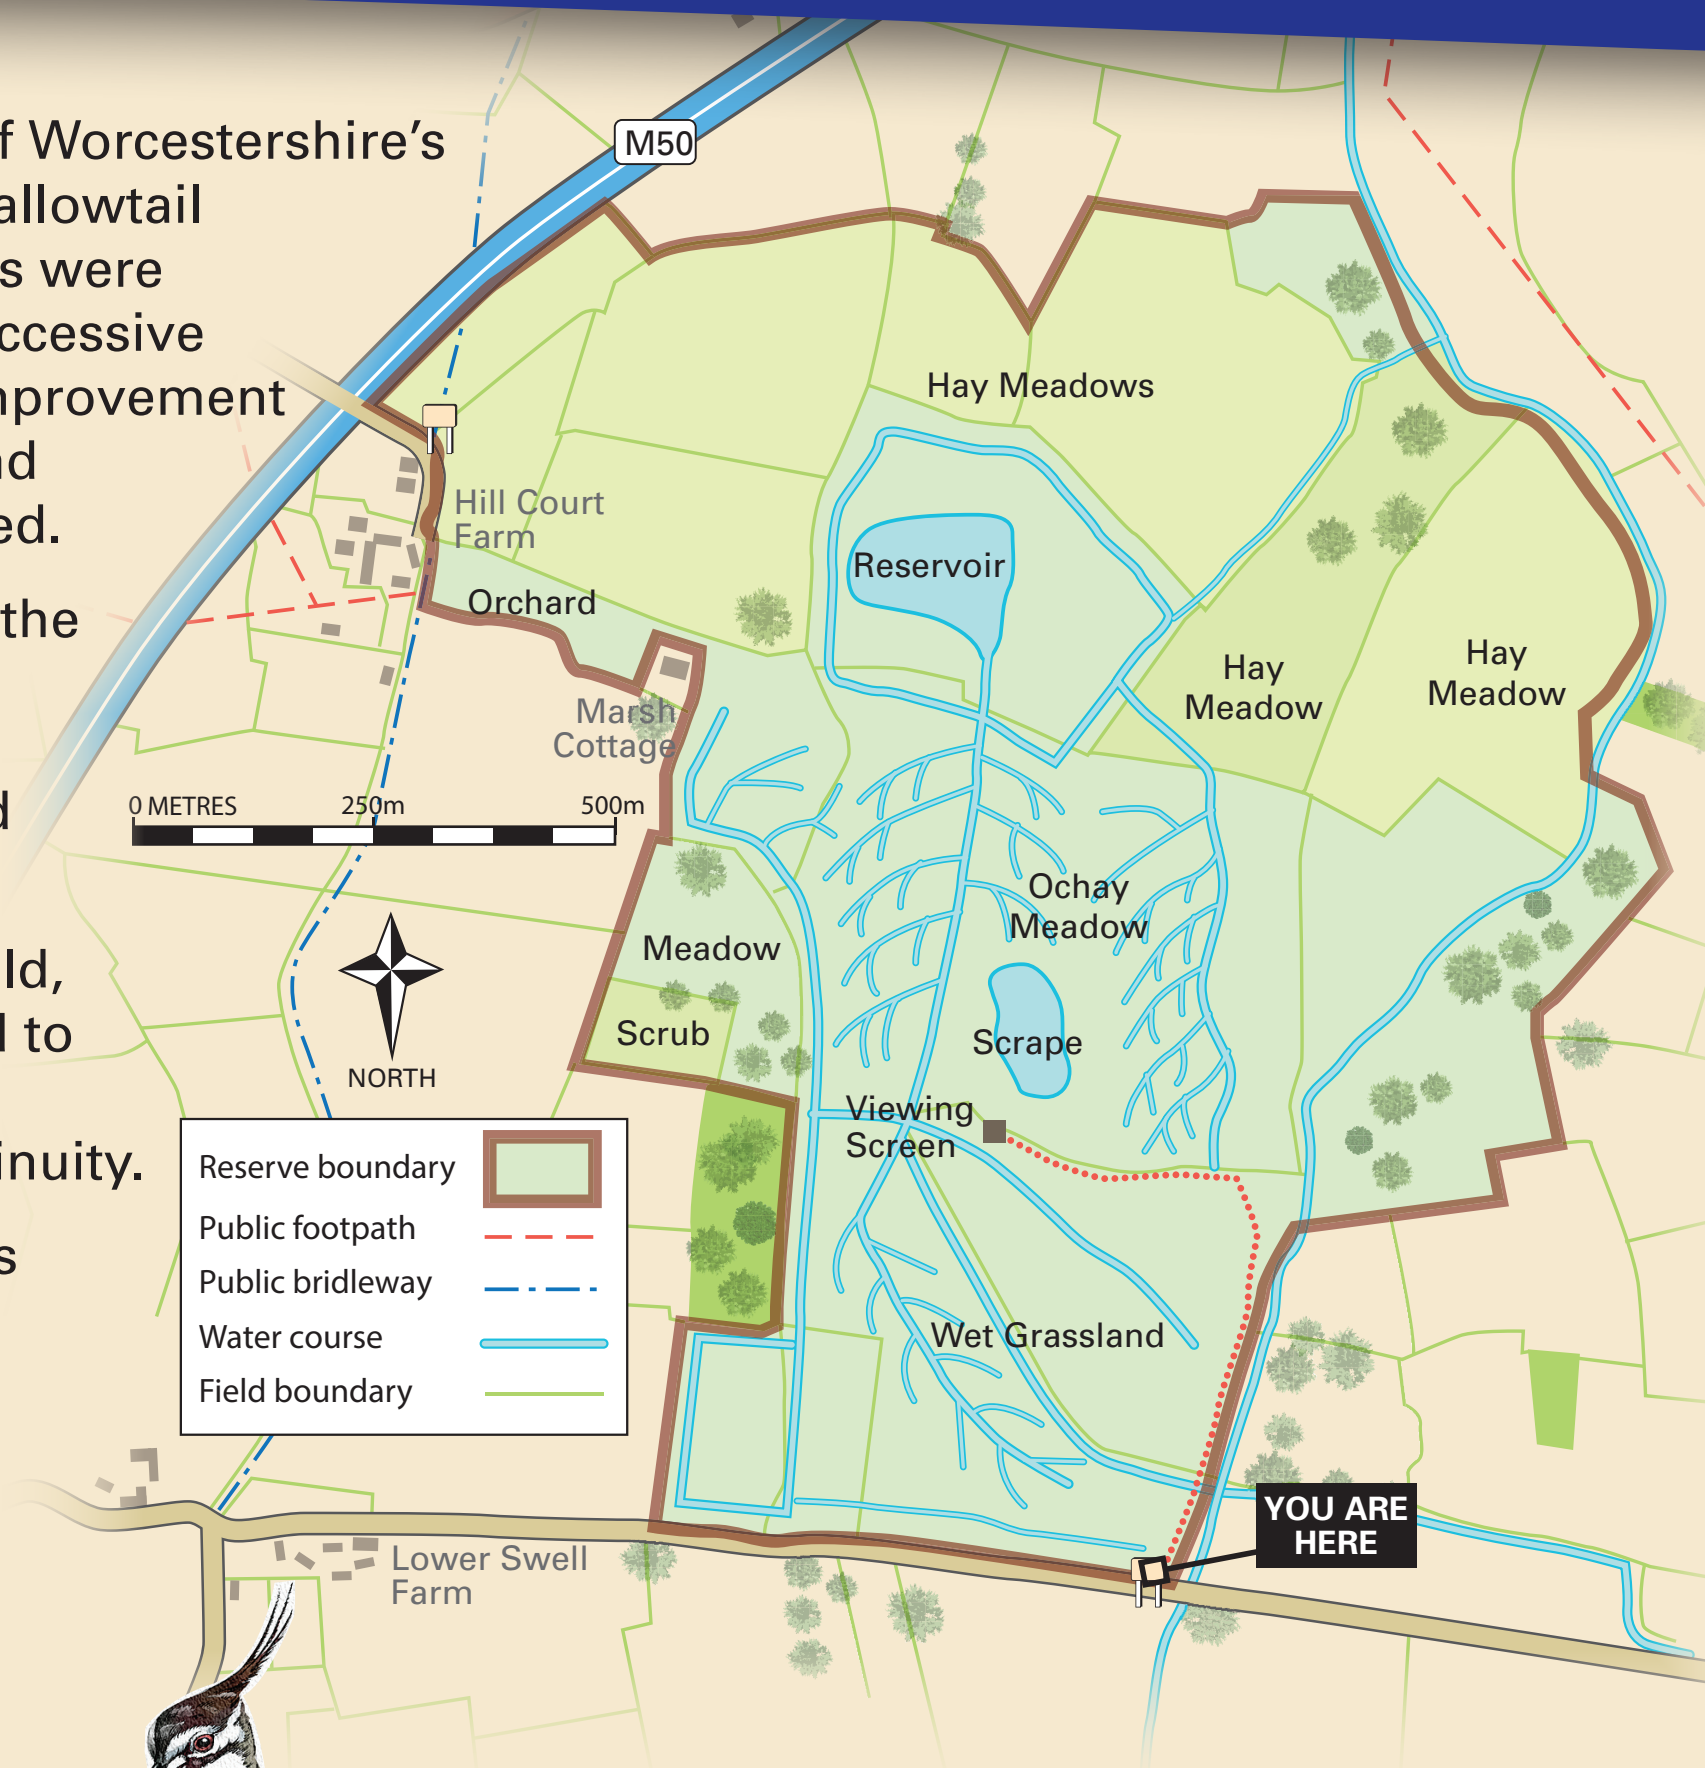 f Worcestershire's
allowtail
s were
ccessive
nprovement
nd
ed.
the
d
ld,
l to
inuity.
s
M50
Hay Meadows
Hill Court
Farm
Reservoir
Orchard
Hay
Meadow
Hay
Meadow
Marsh
Cottage
0 METRES 250m 500m
Ochay
Meadow
Meadow
Scrub
Scrape
NORTH
Viewing
Screen
Reserve boundary
Public footpath
Public bridleway
Water course
Field boundary
Wet Grassland
YOU ARE
HERE
Lower Swell
Farm